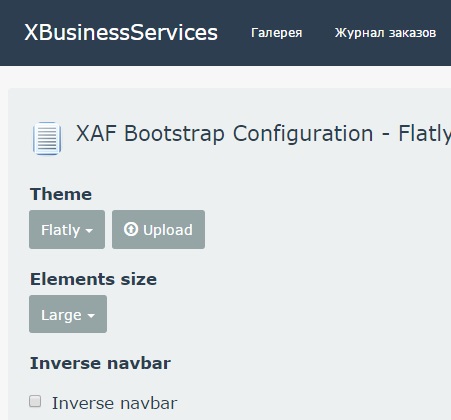 XBusinessServices Галерея Журнал заказов
XAF Bootstrap Configuration - Flatly
Theme
Flatly Upload
Elements size
Large
Inverse navbar
Inverse navbar